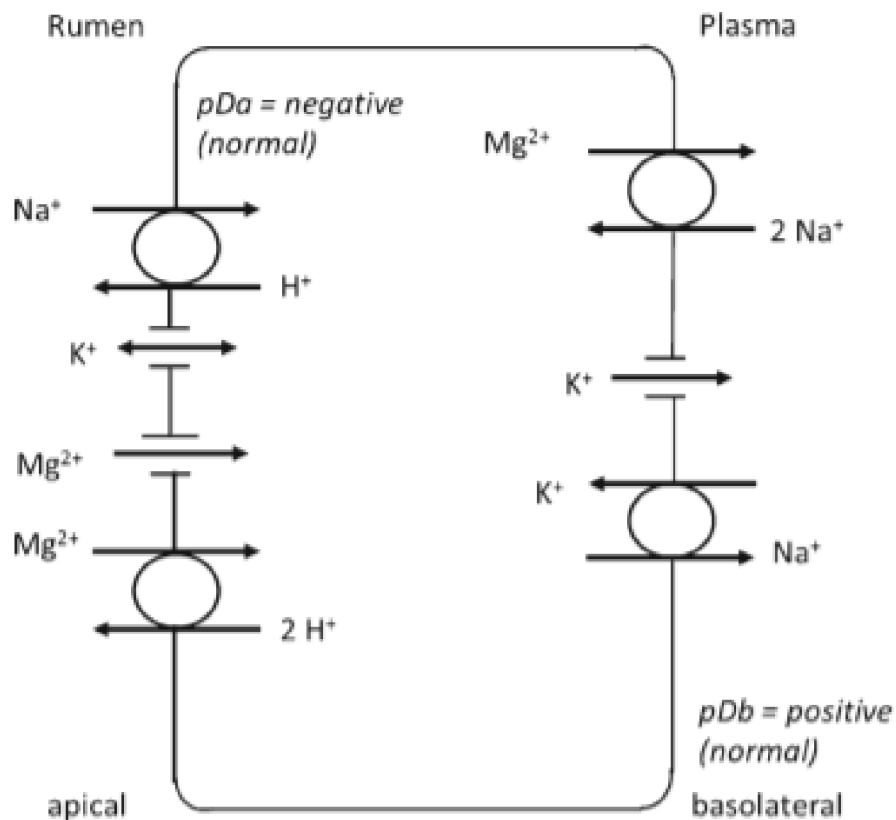 Rumen
Plasma
pDa = negative
(normal)
Mg²⁺
Na⁺
2 Na⁺
H⁺
K⁺
K⁺
Mg²⁺
K⁺
Mg²⁺
Na⁺
2 H⁺
pDb = positive
(normal)
apical
basolateral